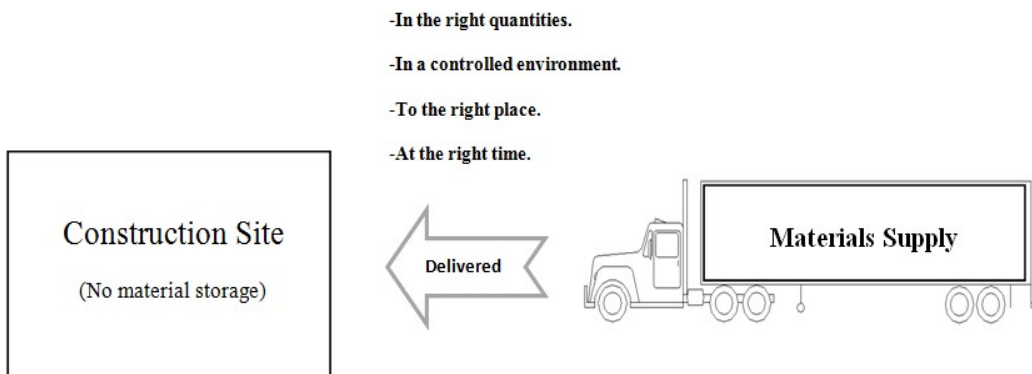 -In the right quantities.
-In a controlled environment.
-To the right place.
-At the right time.
Construction Site
(No material storage)
Delivered
Materials Supply